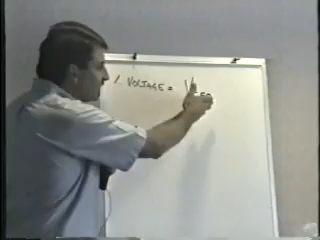 1. VOLTAGE = V